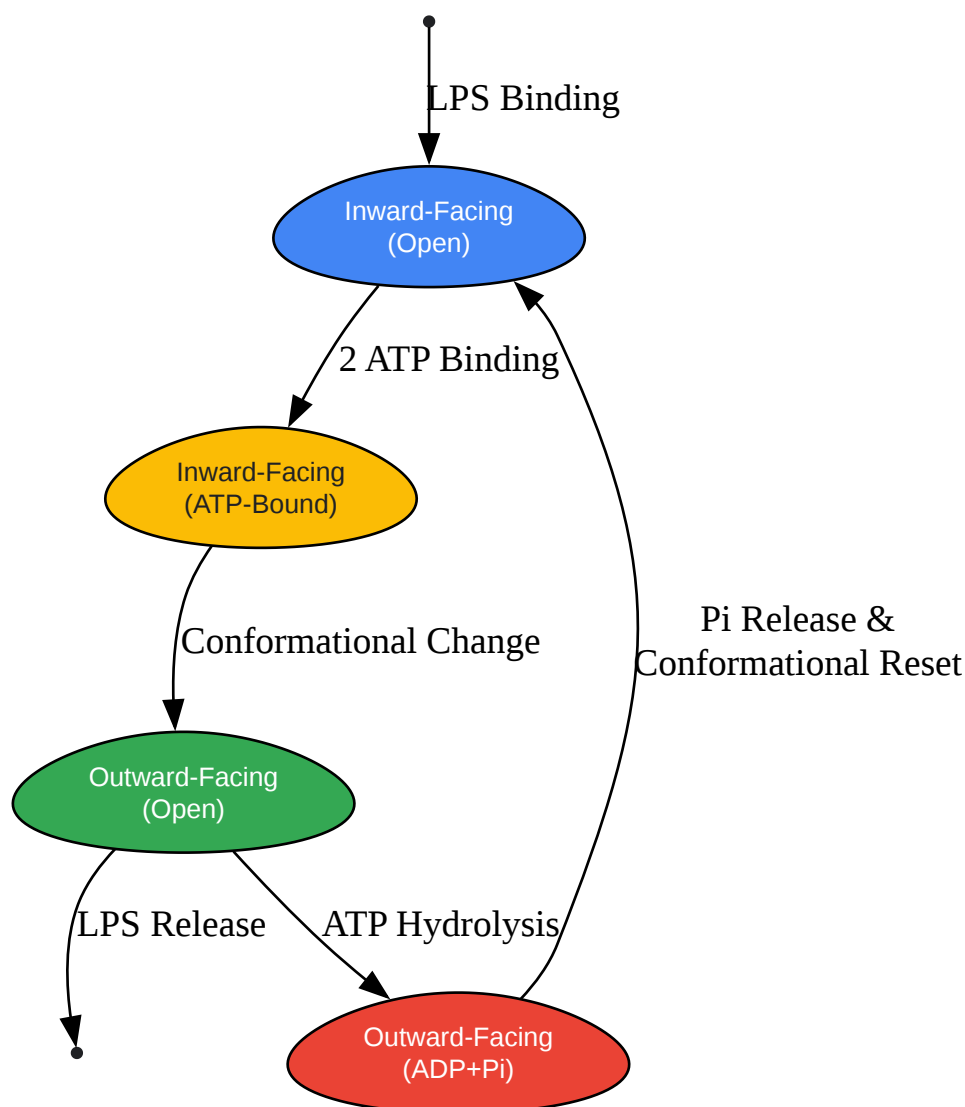 LPS Binding
Inward-Facing
(Open)
2 ATP Binding
Inward-Facing
(ATP-Bound)
Pi Release &
Conformational Reset
Conformational Change
Outward-Facing
(Open)
LPS Release
ATP Hydrolysis
Outward-Facing
(ADP+Pi)